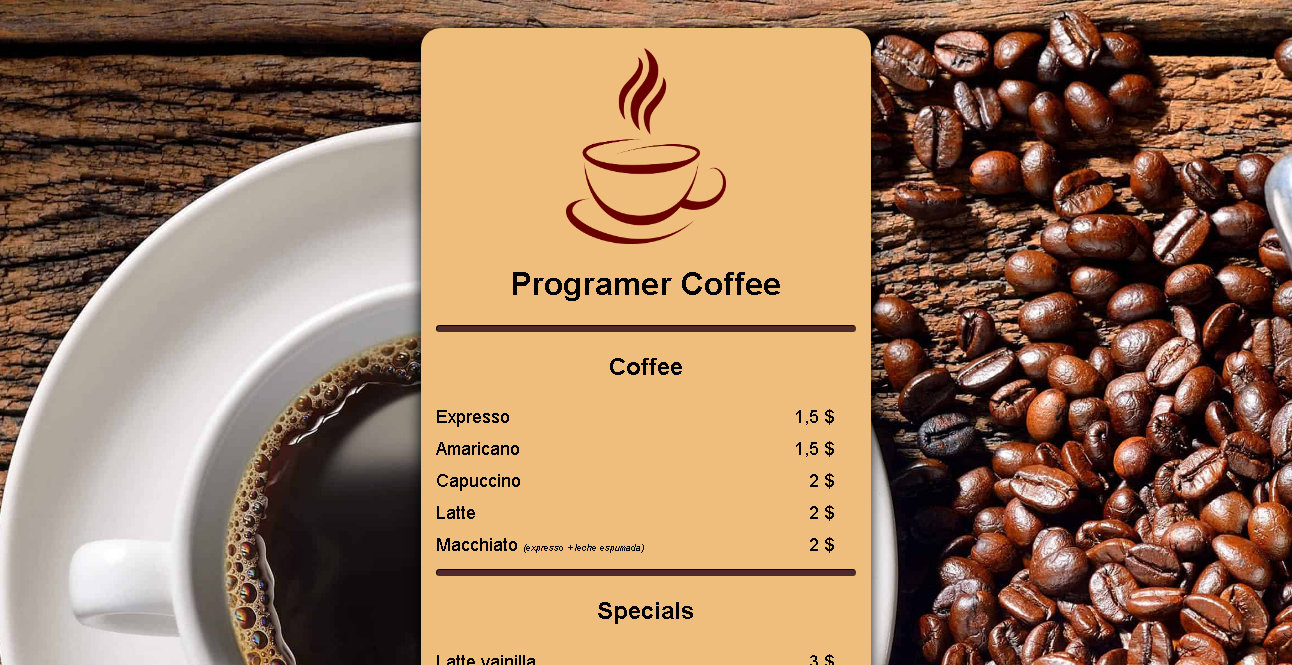 Programer Coffee
Coffee
Expresso 1,5 $
Amaricano 1,5 $
Capuccino 2 $
Latte 2 $
Macchiato (expresso + leche espumada) 2 $
Specials
Latte vainilla 3 $